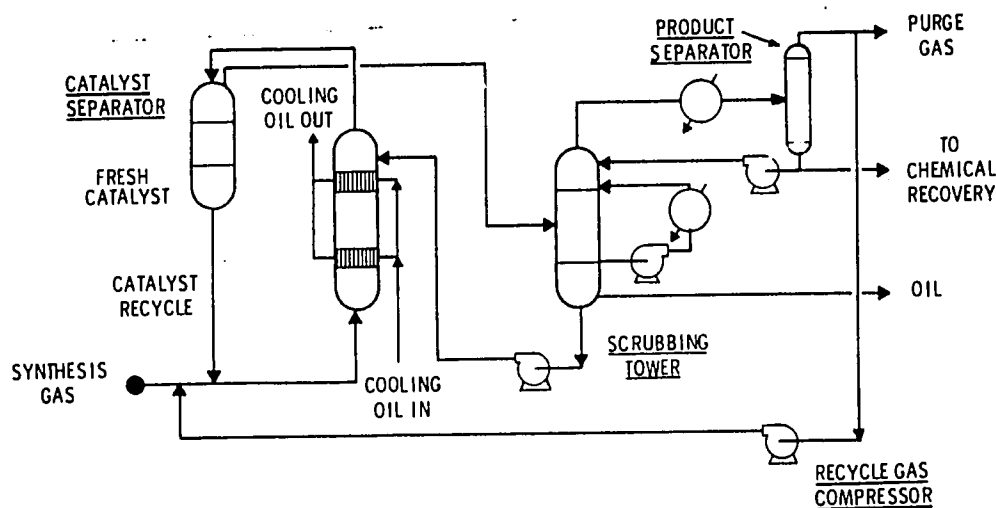 PRODUCT
SEPARATOR
PURGE
GAS
CATALYST
SEPARATOR
COOLING
OIL OUT
FRESH
CATALYST
TO
CHEMICAL
RECOVERY
CATALYST
RECYCLE
OIL
SYNTHESIS
GAS
COOLING
OIL IN
SCRUBBING
TOWER
RECYCLE GAS
COMPRESSOR